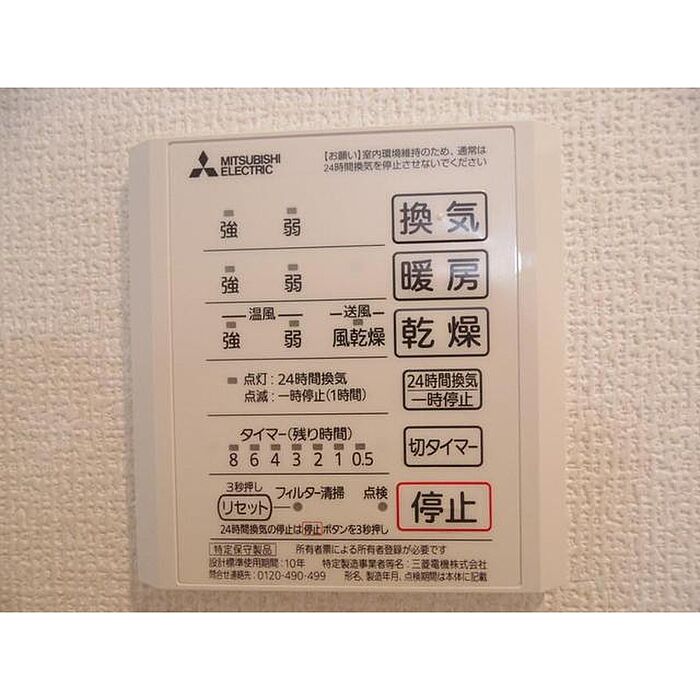 MITSUBISHI
ELECTRIC
【お願い】室内環境維持のため、通常は
24時間換気を停止させないでください
強 弱 換気
強 弱 暖房
温風 送風
強 弱 風乾燥 乾燥
点灯：24時間換気
点滅：一時停止(1時間)
24時間換気
一時停止
タイマー(残り時間)
8 6 4 3 2 1 0.5
切タイマー
3秒押し
リセット フィルター清掃 点検
停止
24時間換気の停止は停止ボタンを3秒押し
特定保守製品 所有者票による所有者登録が必要です
設計標準使用期間：10年 特定製造事業者等名：三菱電機株式会社
問合せ連絡先：0120-490-499 形名、製造年月、点検期間は本体に記載